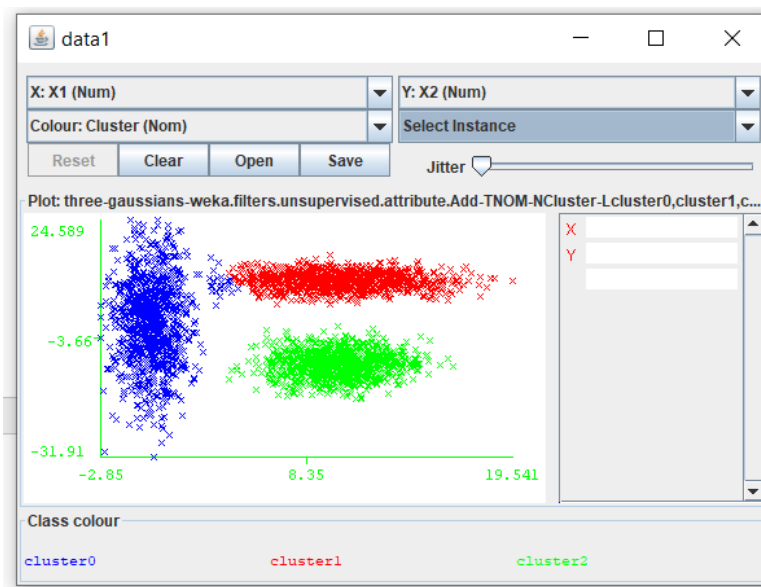 data1
X: X1 (Num)
Y: X2 (Num)
Colour: Cluster (Nom)
Select Instance
Reset
Clear
Open
Save
Jitter
Plot: three-gaussians-weka.filters.unsupervised.attribute.Add-TNOM-NCluster-Lcluster0,cluster1,c...
24.589
-3.66
-31.91
-2.85
8.35
19.541
X
Y
Class colour
cluster0
cluster1
cluster2